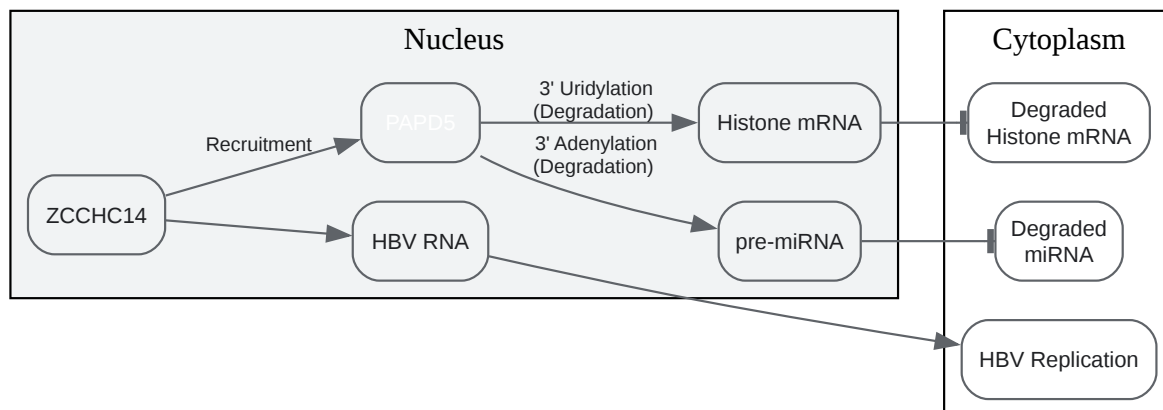 Nucleus
Cytoplasm
3' Uridylation
(Degradation)
PAPD5
Histone mRNA
Degraded
Histone mRNA
Recruitment
3' Adenylation
(Degradation)
ZCCHC14
HBV RNA
pre-miRNA
Degraded
miRNA
HBV Replication